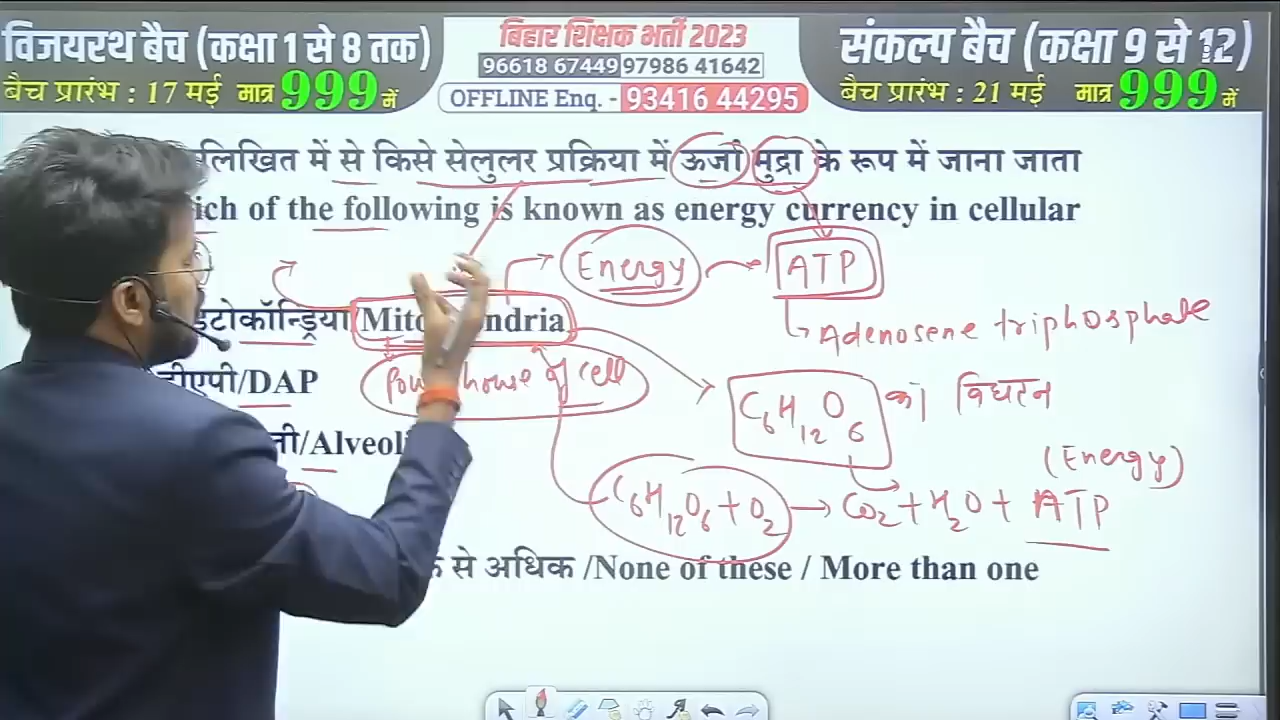 विजयरथ बैच (कक्षा 1 से 8 तक)
बैच प्रारंभ : 17 मई मात्र 999 में
बिहार शिक्षक भर्ती 2023
96618 67449 97986 41642
OFFLINE Enq. - 93416 44295
संकल्प बैच (कक्षा 9 से 12)
बैच प्रारंभ : 21 मई मात्र 999 में
लिखित में से किसे सेलुलर प्रक्रिया में ऊर्जा मुद्रा के रूप में जाना जाता
ich of the following is known as energy currency in cellular
Energy ATP
Adenosene triphosphate
टोकॉन्ड्रिया/Mit ndria
डीएपी/DAP
house of cell
C6H12O6 का विघटन
/Alveol
(Energy)
C6H12O6 + O2 → CO2 + H2O + ATP
से अधिक /None of these / More than one